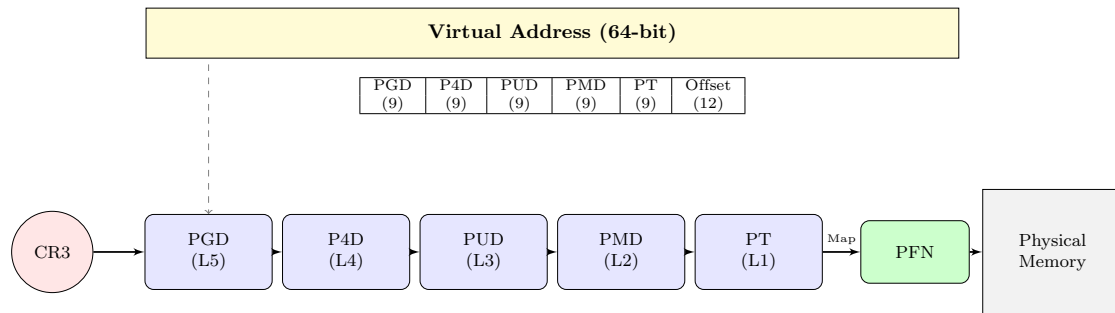 Virtual Address (64-bit)
PGD P4D PUD PMD PT Offset
(9) (9) (9) (9) (9) (12)
CR3
PGD
(L5)
P4D
(L4)
PUD
(L3)
PMD
(L2)
PT
(L1)
Map
PFN
Physical
Memory